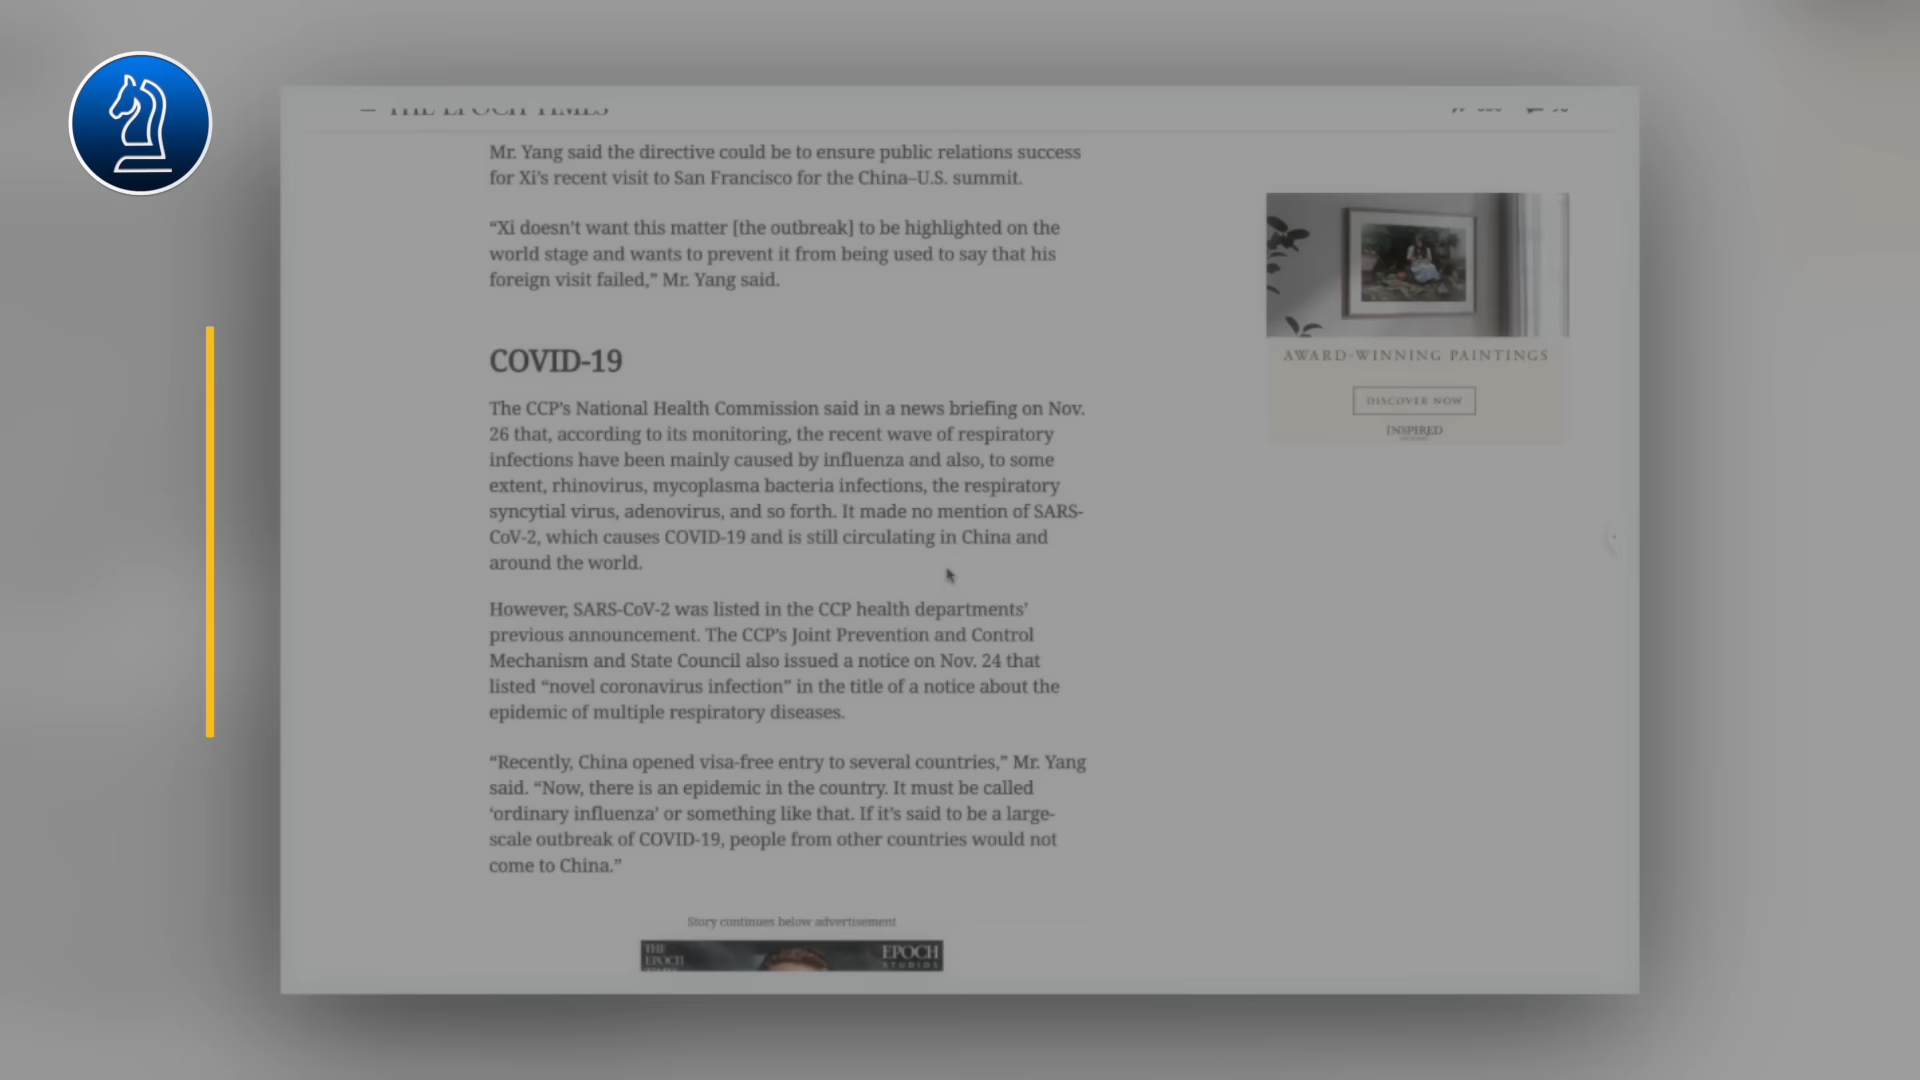 THE EPOCH TIMES
Mr. Yang said the directive could be to ensure public relations success
for Xi’s recent visit to San Francisco for the China–U.S. summit.
“Xi doesn’t want this matter [the outbreak] to be highlighted on the
world stage and wants to prevent it from being used to say that his
foreign visit failed,” Mr. Yang said.
COVID-19
The CCP’s National Health Commission said in a news briefing on Nov.
26 that, according to its monitoring, the recent wave of respiratory
infections have been mainly caused by influenza and also, to some
extent, rhinovirus, mycoplasma bacteria infections, the respiratory
syncytial virus, adenovirus, and so forth. It made no mention of SARS-
CoV-2, which causes COVID-19 and is still circulating in China and
around the world.
However, SARS-CoV-2 was listed in the CCP health departments’
previous announcement. The CCP’s Joint Prevention and Control
Mechanism and State Council also issued a notice on Nov. 24 that
listed “novel coronavirus infection” in the title of a notice about the
epidemic of multiple respiratory diseases.
“Recently, China opened visa-free entry to several countries,” Mr. Yang
said. “Now, there is an epidemic in the country. It must be called
‘ordinary influenza’ or something like that. If it’s said to be a large-
scale outbreak of COVID-19, people from other countries would not
come to China.”
Story continues below advertisement
THE
EPOCH
EPOCH
STUDIOS
AWARD-WINNING PAINTINGS
DISCOVER NOW
INSPIRED